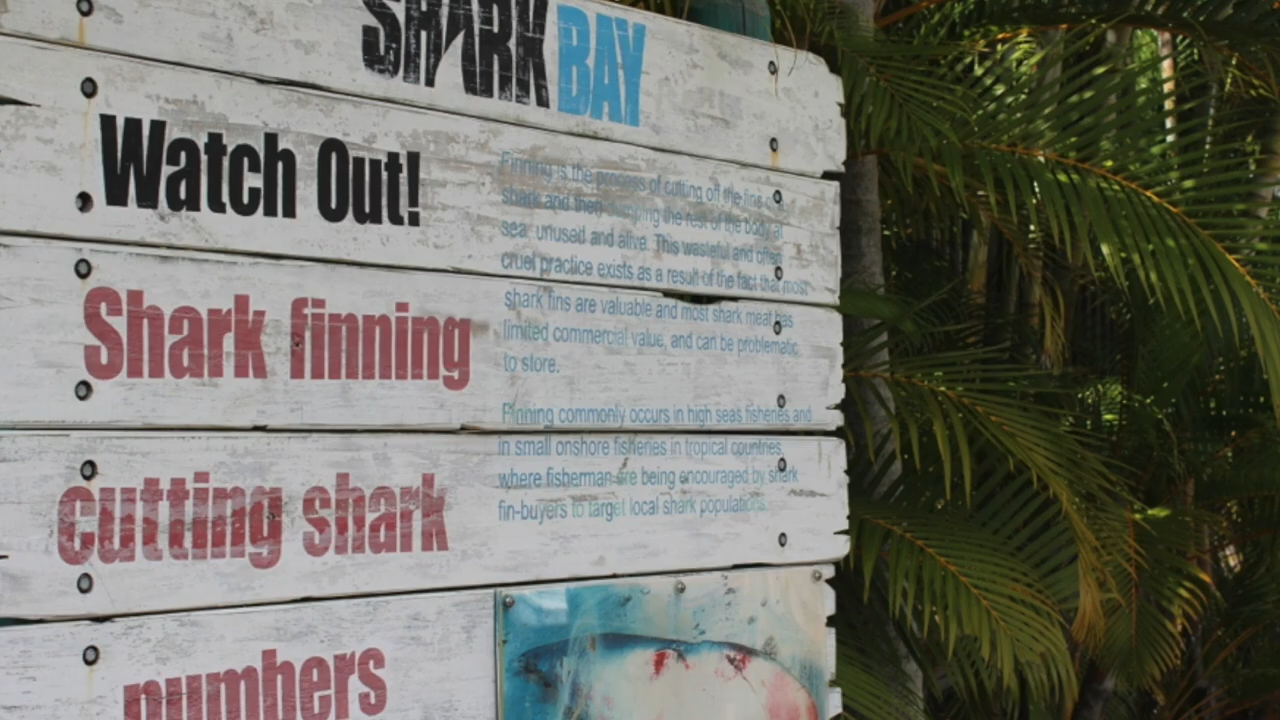 SHARK BAY
Watch Out!
Shark finning
cutting shark
numbers
Finning is the process of cutting off the fins of a
shark and then dumping the rest of the body at
sea, unused and alive. This wasteful and often
cruel practice exists as a result of the fact that most
shark fins are valuable and most shark meat has
limited commercial value, and can be problematic
to store.
Finning commonly occurs in high seas fisheries and
in small onshore fisheries in tropical countries,
where fisherman are being encouraged by shark
fin-buyers to target local shark populations.